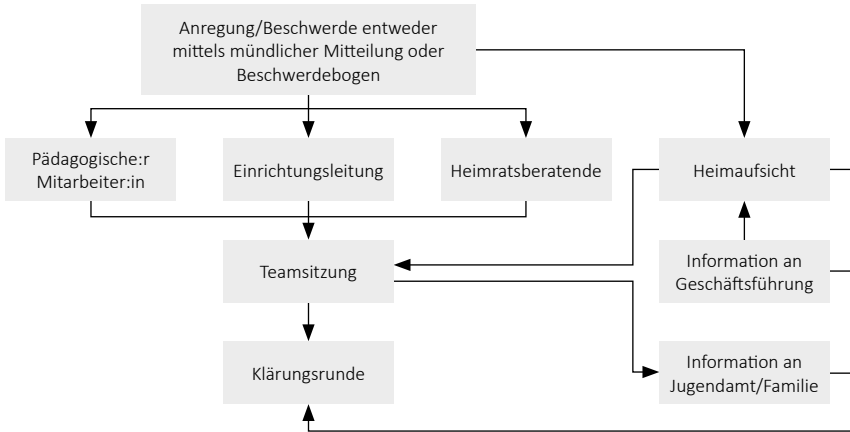 Anregung/Beschwerde entweder
mittels mündlicher Mitteilung oder
Beschwerdebogen
Pädagogische:r
Mitarbeiter:in
Einrichtungsleitung
Heimratsberatende
Heimaufsicht
Teamsitzung
Information an
Geschäftsführung
Klärungsrunde
Information an
Jugendamt/Familie